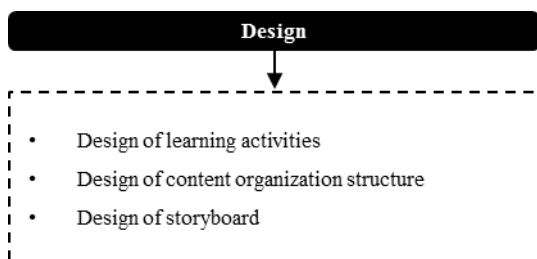 Design
• Design of learning activities
• Design of content organization structure
• Design of storyboard